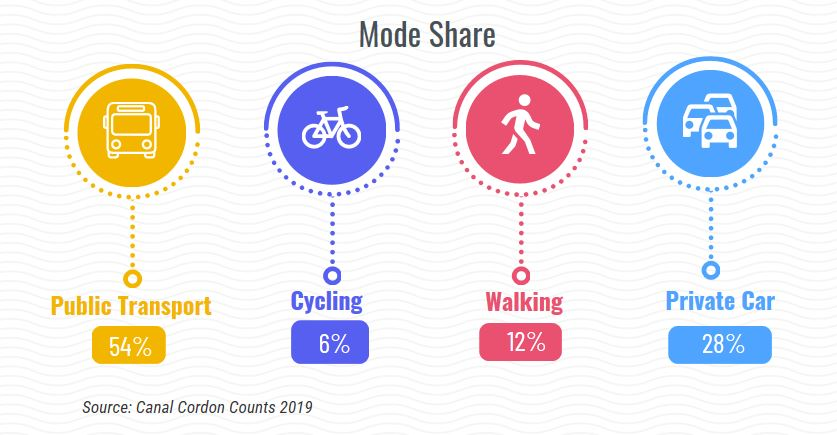 Mode Share
Public Transport
54%
Cycling
6%
Walking
12%
Private Car
28%
Source: Canal Cordon Counts 2019